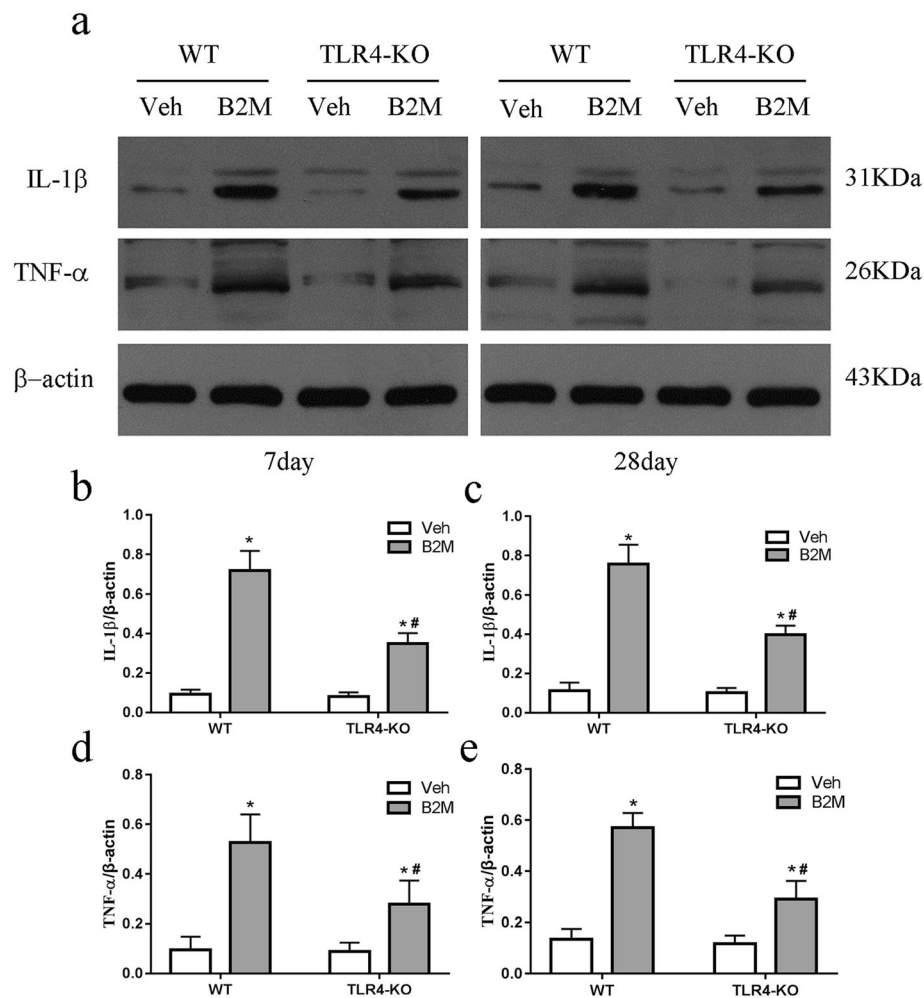 a
WT TLR4-KO WT TLR4-KO
Veh B2M Veh B2M Veh B2M Veh B2M
IL-1β 31KDa
TNF-α 26KDa
β–actin 43KDa
7day 28day
b c
1.0
0.8
0.6
0.4
0.2
0.0
IL-1β/β-actin
Veh
B2M
*
* #
WT TLR4-KO
1.0
0.8
0.6
0.4
0.2
0.0
IL-1β/β-actin
Veh
B2M
*
* #
WT TLR4-KO
d e
0.8
0.6
0.4
0.2
0.0
TNF-α/β-actin
Veh
B2M
*
* #
WT TLR4-KO
0.8
0.6
0.4
0.2
0.0
TNF-α/β-actin
Veh
B2M
*
* #
WT TLR4-KO